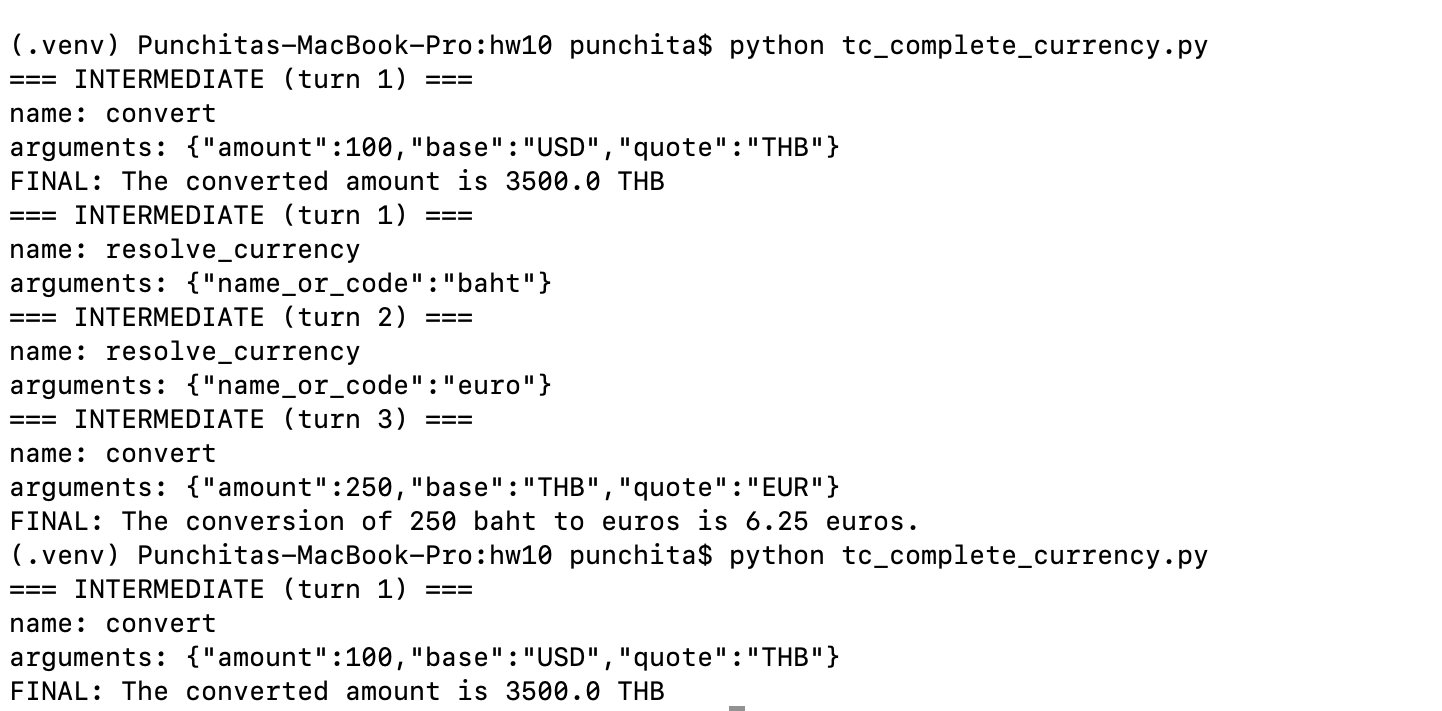 (.venv) Punchitas-MacBook-Pro:hw10 punchita$ python tc_complete_currency.py
=== INTERMEDIATE (turn 1) ===
name: convert
arguments: {"amount":100,"base":"USD","quote":"THB"}
FINAL: The converted amount is 3500.0 THB
=== INTERMEDIATE (turn 1) ===
name: resolve_currency
arguments: {"name_or_code":"baht"}
=== INTERMEDIATE (turn 2) ===
name: resolve_currency
arguments: {"name_or_code":"euro"}
=== INTERMEDIATE (turn 3) ===
name: convert
arguments: {"amount":250,"base":"THB","quote":"EUR"}
FINAL: The conversion of 250 baht to euros is 6.25 euros.
(.venv) Punchitas-MacBook-Pro:hw10 punchita$ python tc_complete_currency.py
=== INTERMEDIATE (turn 1) ===
name: convert
arguments: {"amount":100,"base":"USD","quote":"THB"}
FINAL: The converted amount is 3500.0 THB